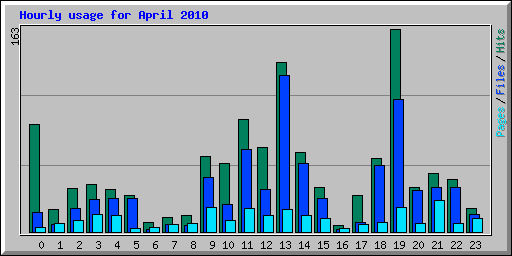 Hourly usage for April 2010
163
Pages / Files / Hits
0 1 2 3 4 5 6 7 8 9 10 11 12 13 14 15 16 17 18 19 20 21 22 23